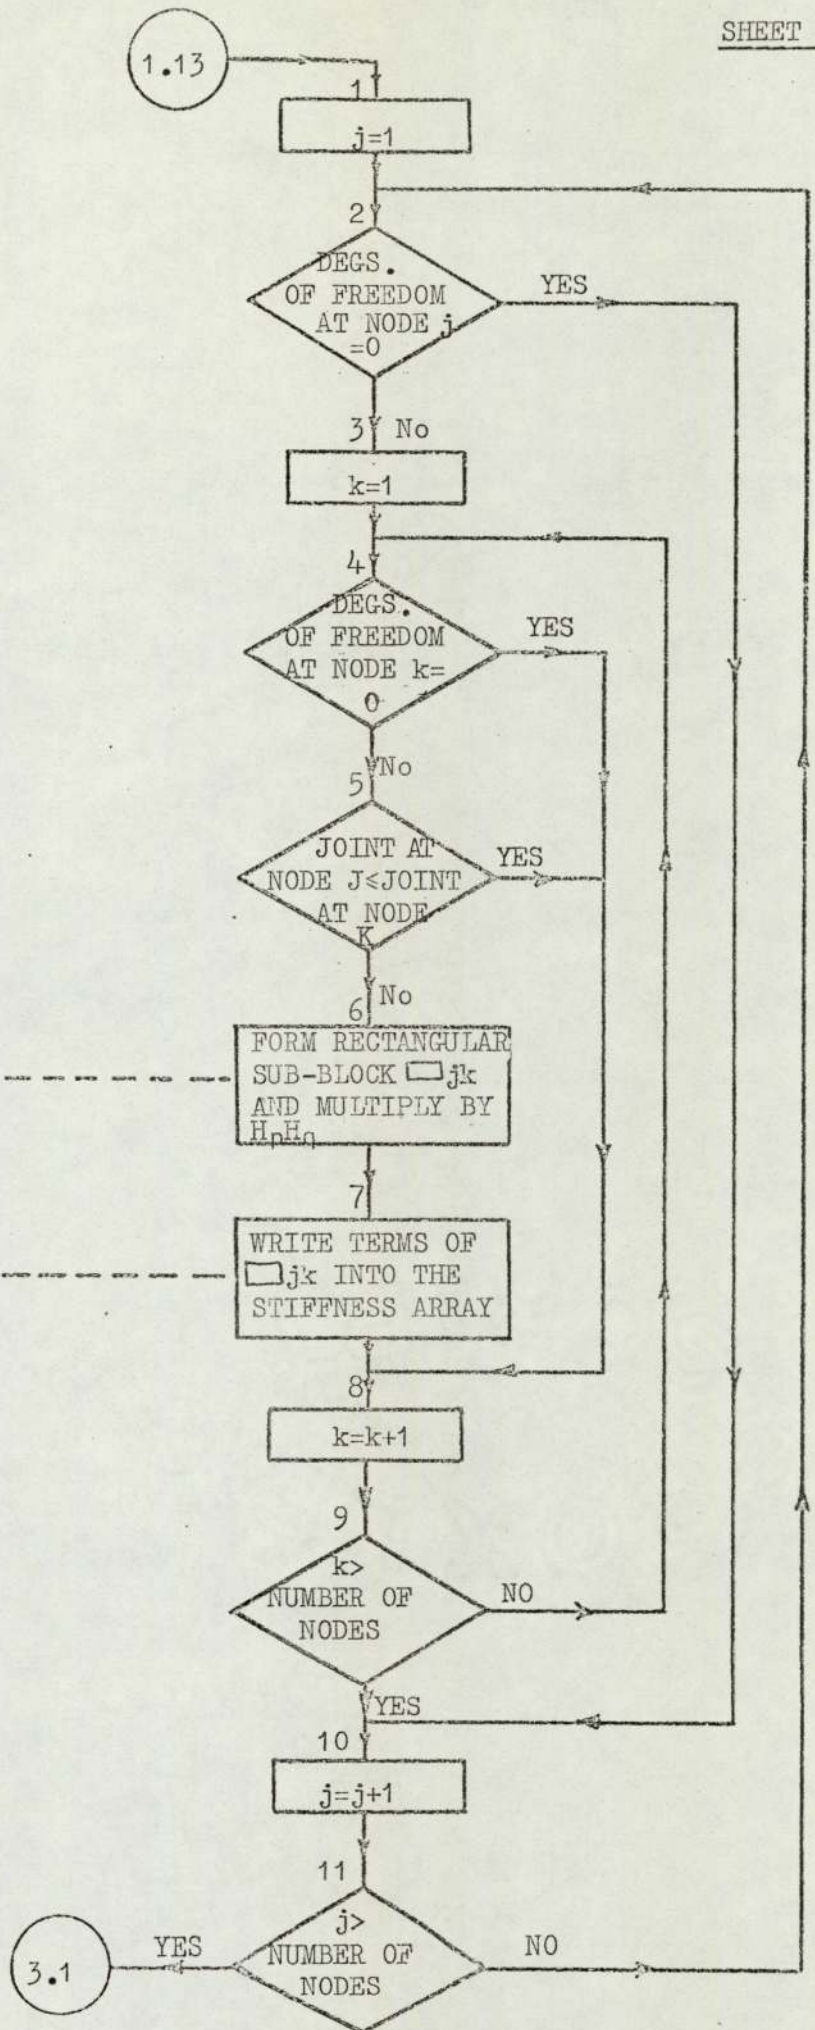 SHEET
1.13
1
j=1
2
DEGS.
OF FREEDOM
AT NODE j
=0
YES
3 No
k=1
4
DEGS.
OF FREEDOM
AT NODE k=
0
YES
No
5
JOINT AT
NODE J≤JOINT
AT NODE
K
YES
No
6
FORM RECTANGULAR
SUB-BLOCK ▭jk
AND MULTIPLY BY
7
WRITE TERMS OF
▭jk INTO THE
STIFFNESS ARRAY
8
k=k+1
9
k>
NUMBER OF
NODES
NO
YES
10
j=j+1
11
j>
NUMBER OF
NODES
YES
NO
3.1